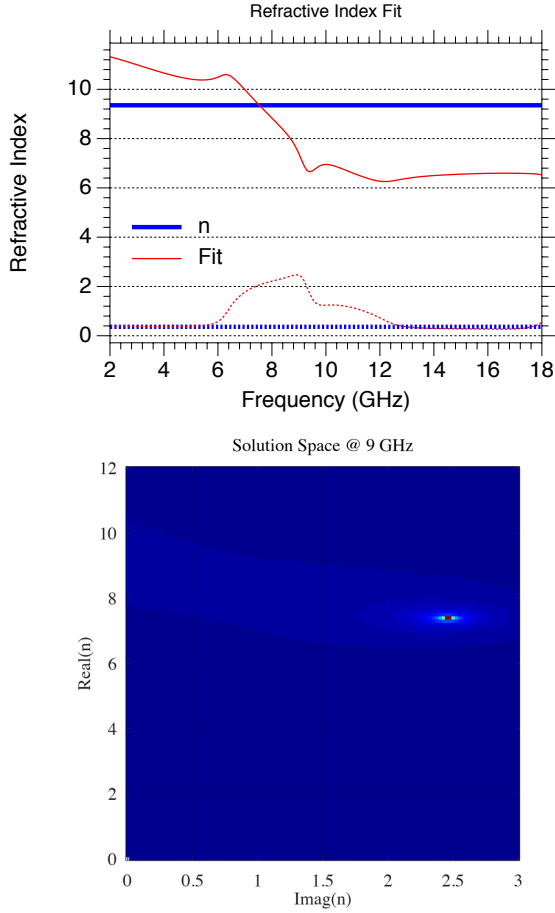 Refractive Index Fit
Refractive Index
10
8
6
4
2
0
n
Fit
2 4 6 8 10 12 14 16 18
Frequency (GHz)
Solution Space @ 9 GHz
Real(n)
12
10
8
6
4
2
0
0 0.5 1 1.5 2 2.5 3
Imag(n)